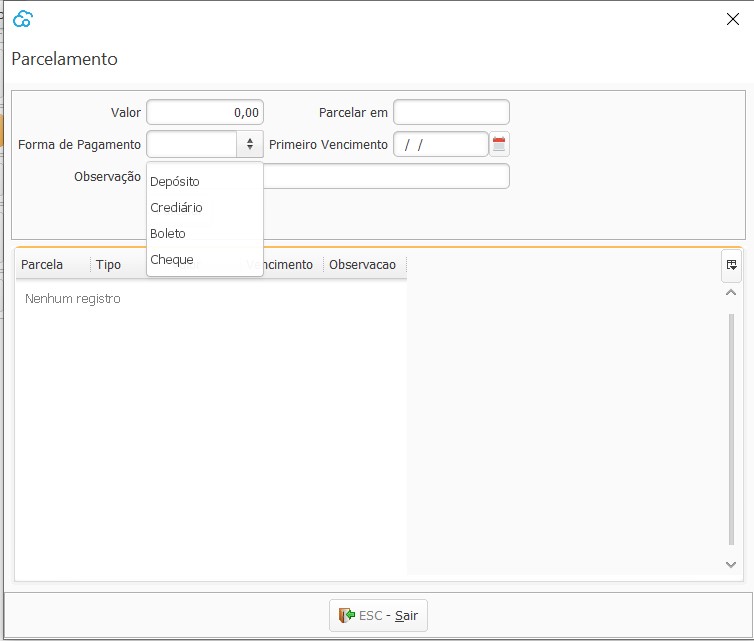 Parcelamento
Valor 0,00 Parcelar em
Forma de Pagamento Primeiro Vencimento / /
Observação
Depósito
Crediário
Boleto
Cheque
Parcela Tipo Observacao
Nenhum registro
ESC - Sair